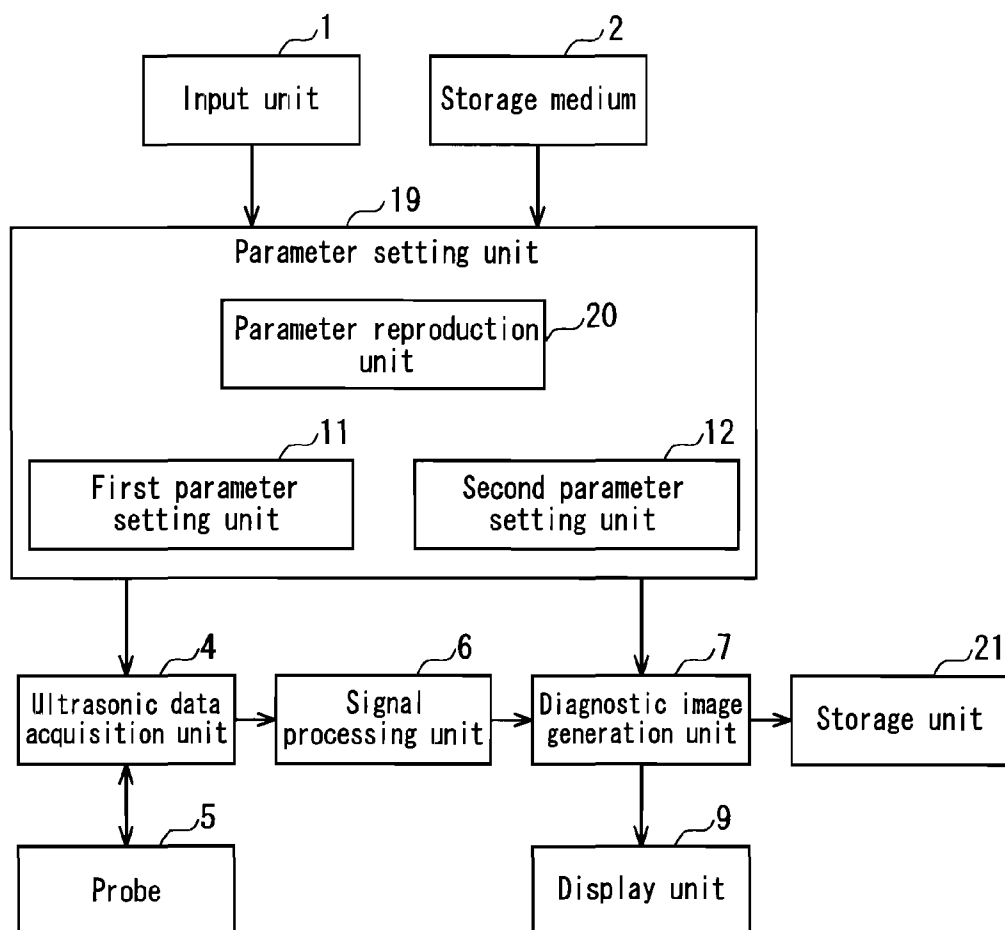 1
2
Input unit
Storage medium
19
Parameter setting unit
20
Parameter reproduction
unit
11
12
First parameter
setting unit
Second parameter
setting unit
4
6
7
21
Ultrasonic data
acquisition unit
Signal
processing unit
Diagnostic image
generation unit
Storage unit
5
9
Probe
Display unit